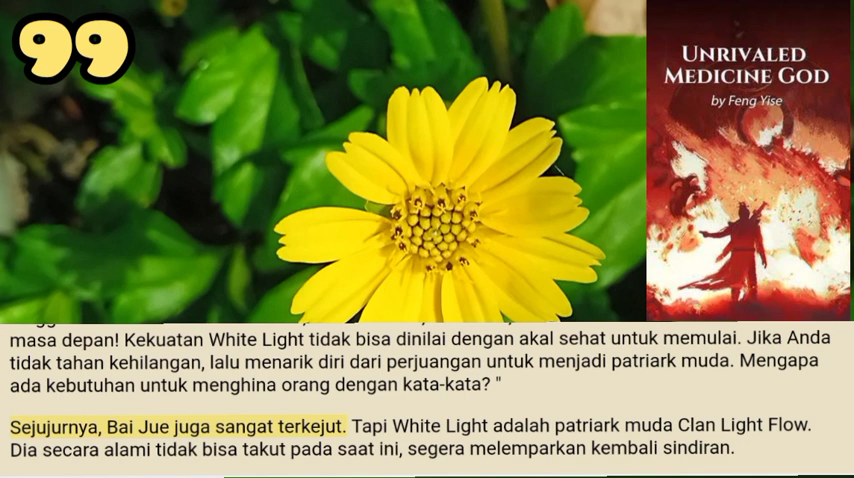 99
UNRIVALED
MEDICINE GOD
by Feng Yise
masa depan! Kekuatan White Light tidak bisa dinilai dengan akal sehat untuk memulai. Jika Anda
tidak tahan kehilangan, lalu menarik diri dari perjuangan untuk menjadi patriark muda. Mengapa
ada kebutuhan untuk menghina orang dengan kata-kata? "
Sejujurnya, Bai Jue juga sangat terkejut. Tapi White Light adalah patriark muda Clan Light Flow.
Dia secara alami tidak bisa takut pada saat ini, segera melemparkan kembali sindiran.